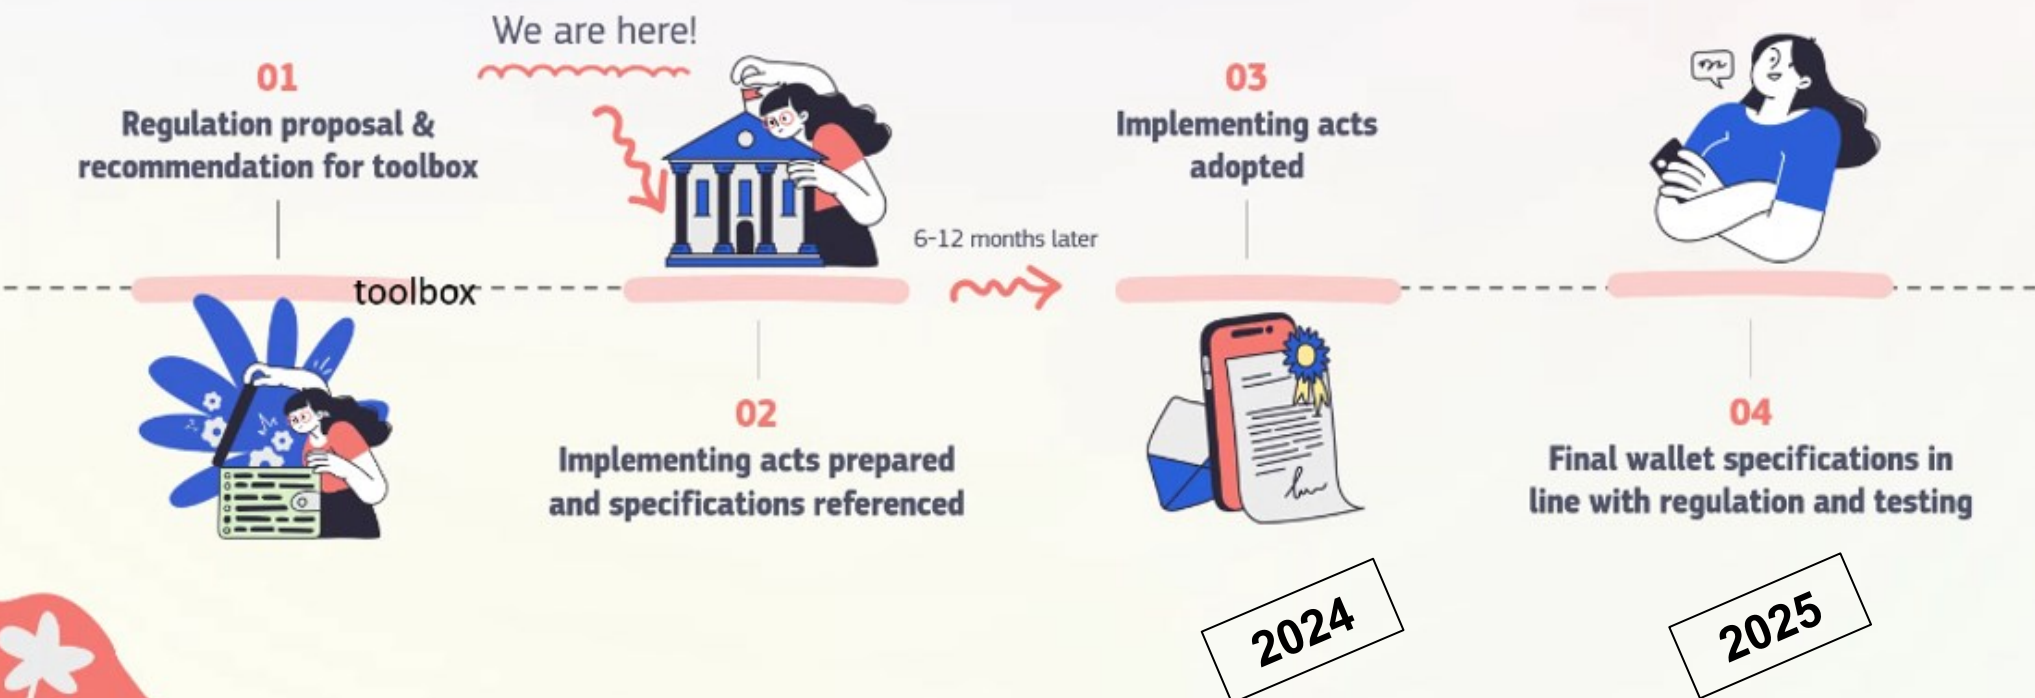 We are here!
01
Regulation proposal &
recommendation for toolbox
toolbox
02
Implementing acts prepared
and specifications referenced
6-12 months later
03
Implementing acts
adopted
2024
04
Final wallet specifications in
line with regulation and testing
2025